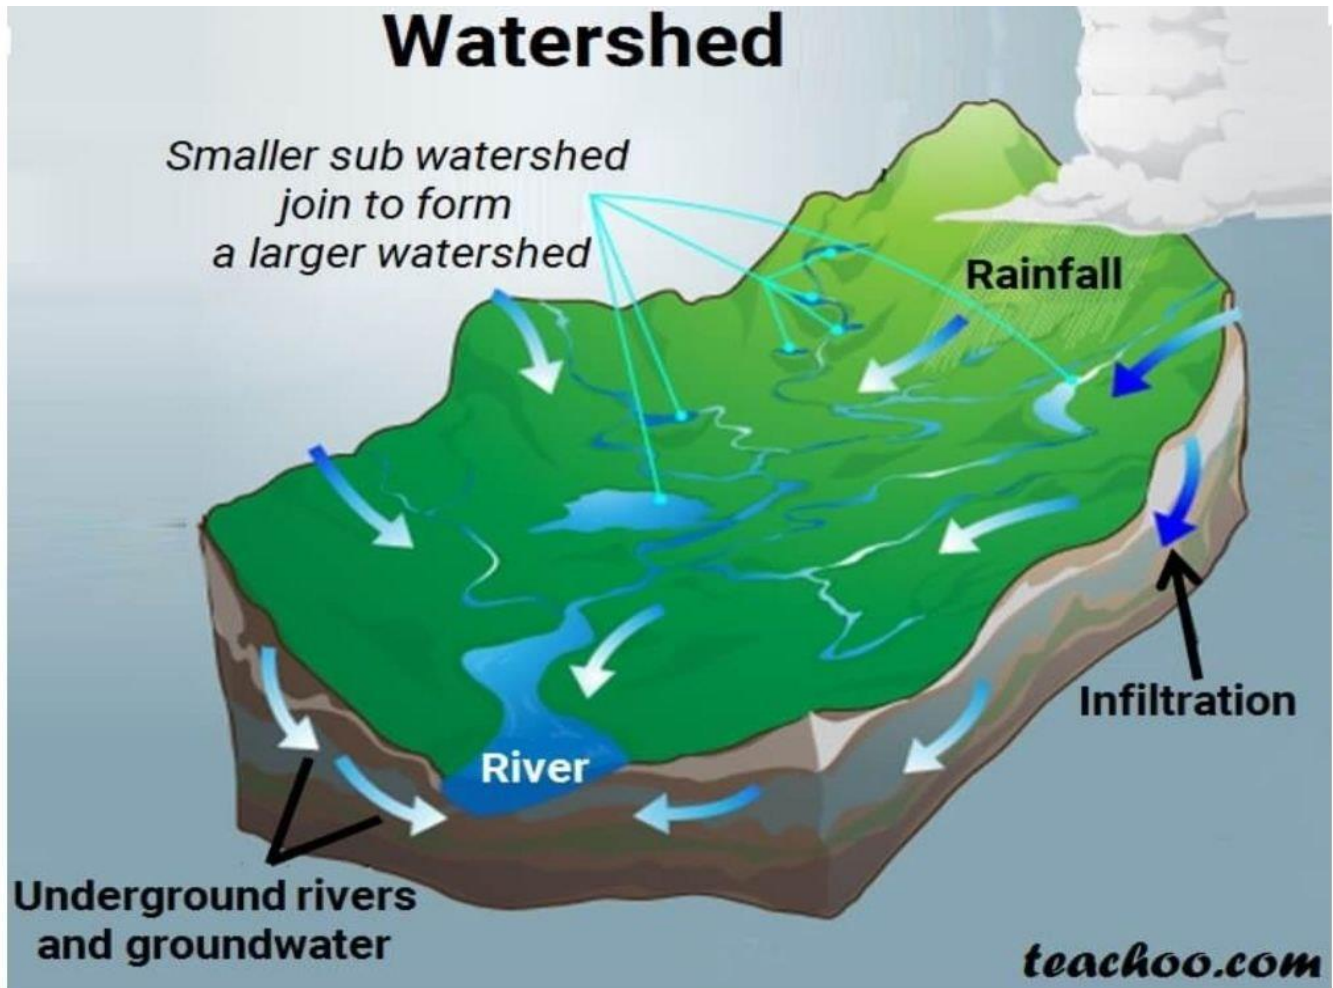 Watershed
Smaller sub watershed
join to form
a larger watershed
Rainfall
Infiltration
River
Underground rivers
and groundwater
teachoo.com